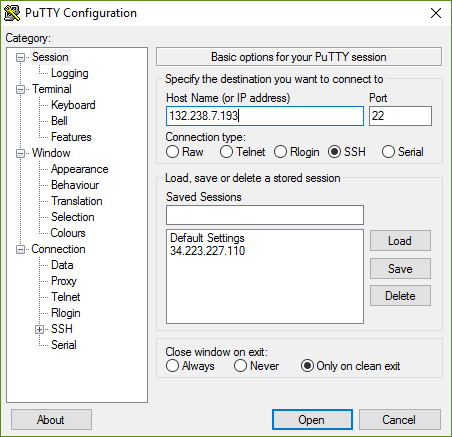 PuTTY Configuration
Category:
Session
Logging
Terminal
Keyboard
Bell
Features
Window
Appearance
Behaviour
Translation
Selection
Colours
Connection
Data
Proxy
Telnet
Rlogin
SSH
Serial
Basic options for your PuTTY session
Specify the destination you want to connect to
Host Name (or IP address) Port
132.238.7.193 22
Connection type:
Raw Telnet Rlogin SSH Serial
Load, save or delete a stored session
Saved Sessions
Default Settings
34.223.227.110
Load
Save
Delete
Close window on exit:
Always Never Only on clean exit
About Open Cancel